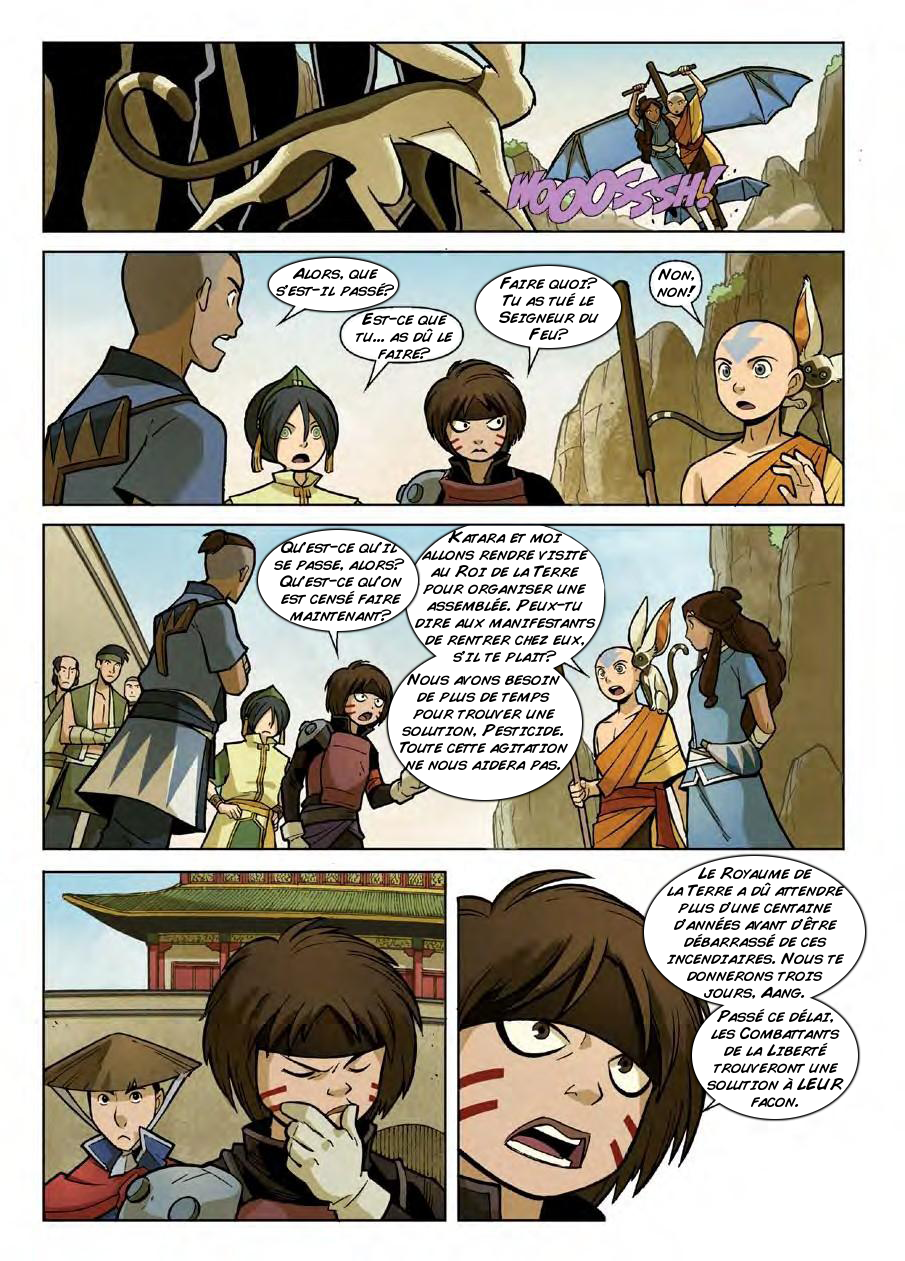 WOOOSSSH!
ALORS, QUE
S'EST-IL PASSÉ?
EST-CE QUE
TU... AS DÛ LE
FAIRE?
FAIRE QUOI?
TU AS TUÉ LE
SEIGNEUR DU
FEU?
NON,
NON!
QU'EST-CE QU'IL
SE PASSE, ALORS?
QU'EST-CE QU'ON
EST CENSÉ FAIRE
MAINTENANT?
KATARA ET MOI
ALLONS RENDRE VISITE
AU ROI DE LA TERRE
POUR ORGANISER UNE
ASSEMBLÉE. PEUX-TU
DIRE AUX MANIFESTANTS
DE RENTRER CHEZ EUX,
S'IL TE PLAIT?
NOUS AVONS BESOIN
DE PLUS DE TEMPS
POUR TROUVER UNE
SOLUTION, PESTICIDE.
TOUTE CETTE AGITATION
NE NOUS AIDERA PAS.
LE ROYAUME DE
LA TERRE A DÛ ATTENDRE
PLUS D'UNE CENTAINE
D'ANNÉES AVANT D'ÊTRE
DÉBARRASSÉ DE CES
INCENDIAIRES. NOUS TE
DONNERONS TROIS
JOURS, AANG.
PASSÉ CE DÉLAI,
LES COMBATTANTS
DE LA LIBERTÉ
TROUVERONT UNE
SOLUTION À LEUR
FACON.